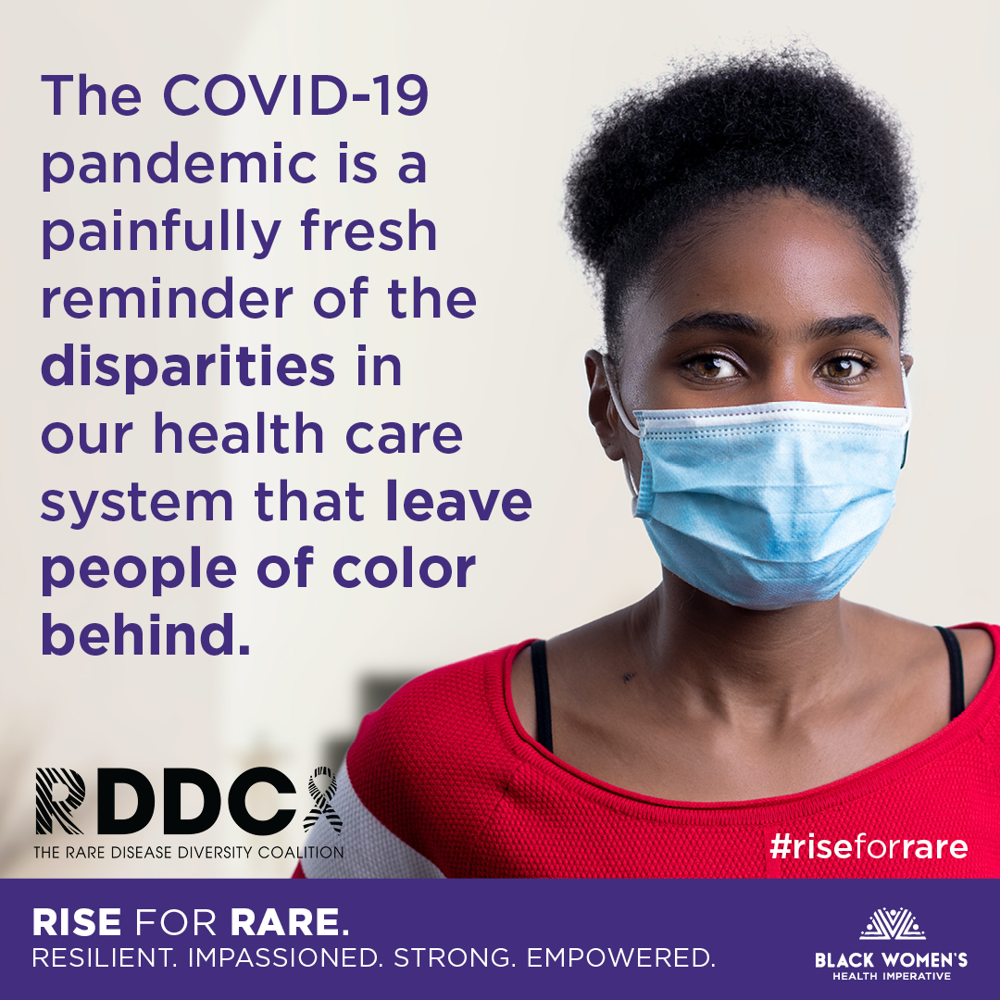 The COVID-19
pandemic is a
painfully fresh
reminder of the
disparities in
our health care
system that leave
people of color
behind.
RDDC
THE RARE DISEASE DIVERSITY COALITION
#riseforrare
RISE FOR RARE.
RESILIENT. IMPASSIONED. STRONG. EMPOWERED.
BLACK WOMEN'S
HEALTH IMPERATIVE